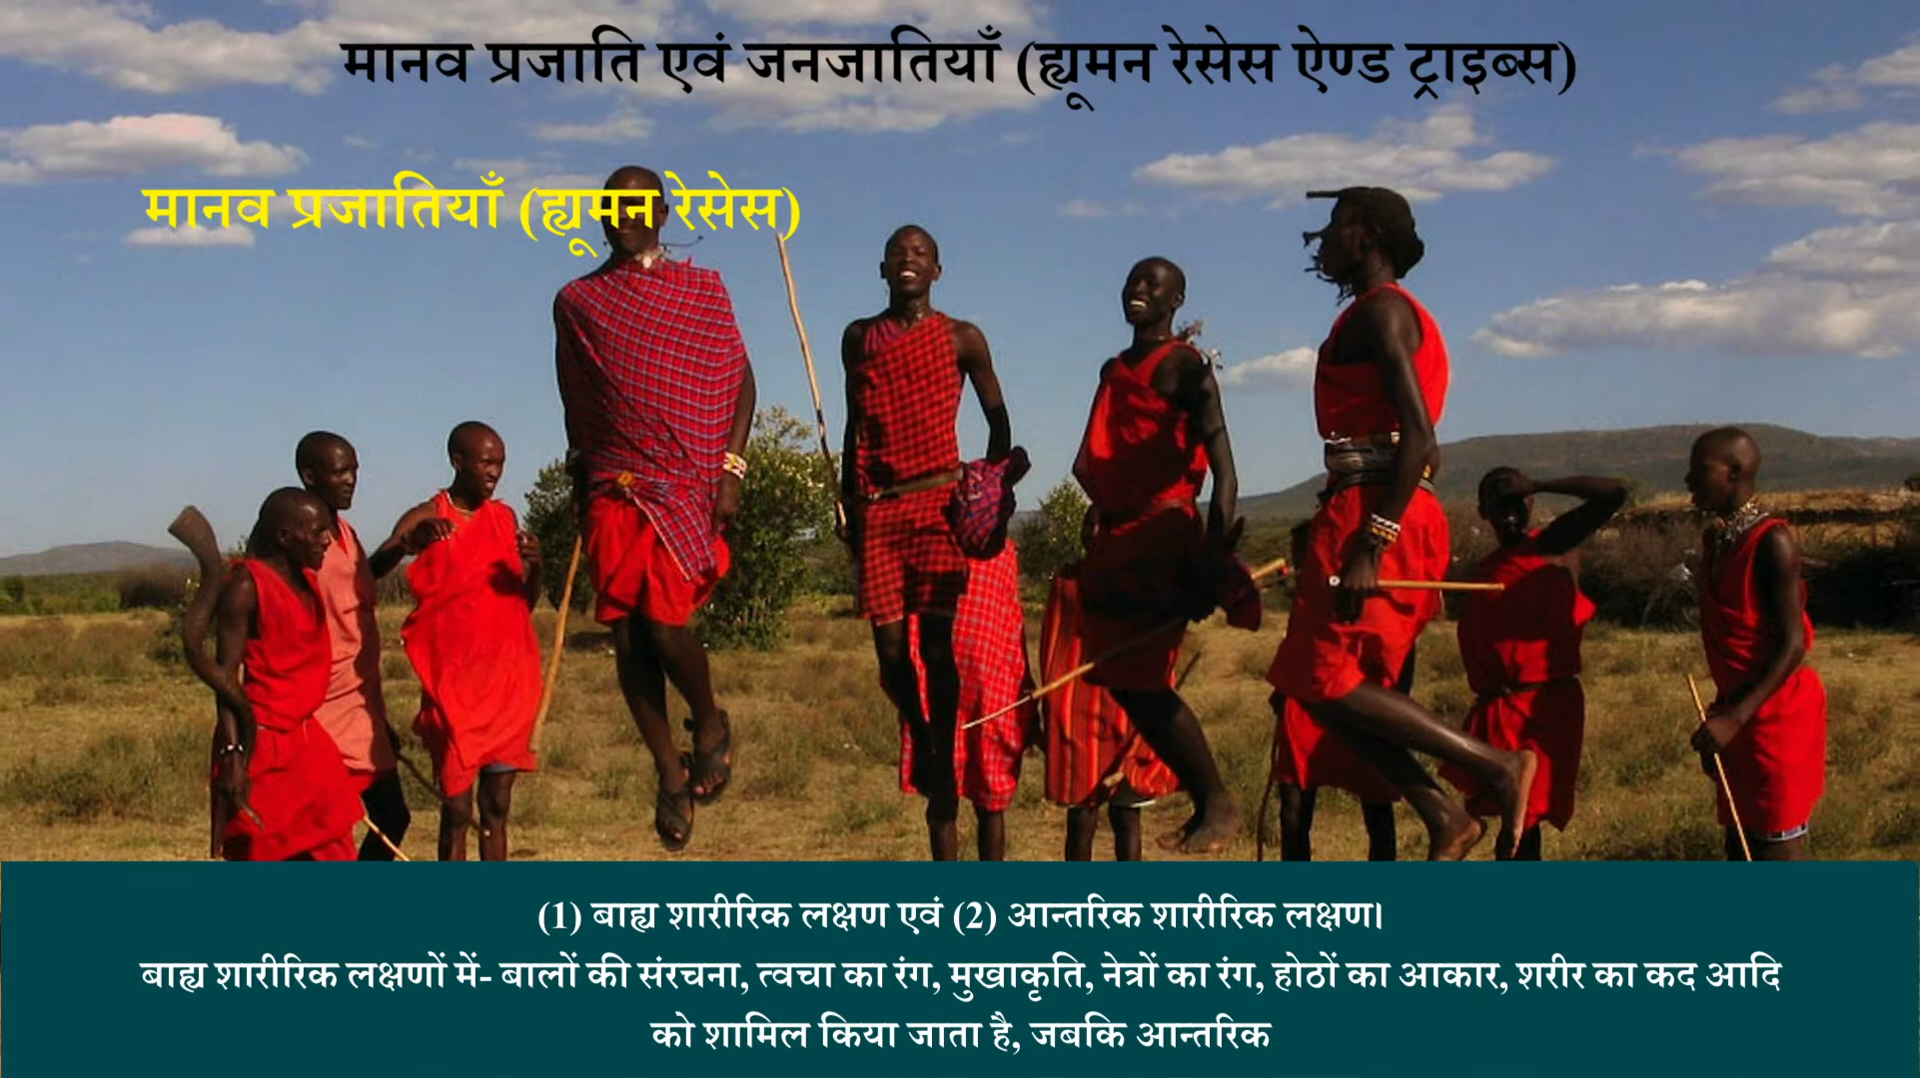 मानव प्रजाति एवं जनजातियाँ (ह्यूमन रेसेस ऐण्ड ट्राइब्स)
मानव प्रजातियाँ (ह्यूमन रेसेस)
(1) बाह्य शारीरिक लक्षण एवं (2) आन्तरिक शारीरिक लक्षण।
बाह्य शारीरिक लक्षणों में- बालों की संरचना, त्वचा का रंग, मुखाकृति, नेत्रों का रंग, होठों का आकार, शरीर का कद आदि
को शामिल किया जाता है, जबकि आन्तरिक